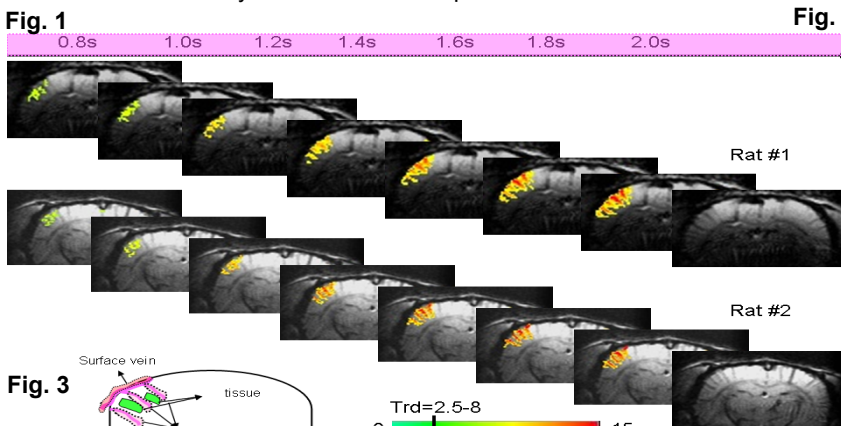 Fig. 1
Fig.
0.8s 1.0s 1.2s 1.4s 1.6s 1.8s 2.0s
Rat #1
Rat #2
Surface vein
Fig. 3
tissue
Trd=2.5-8